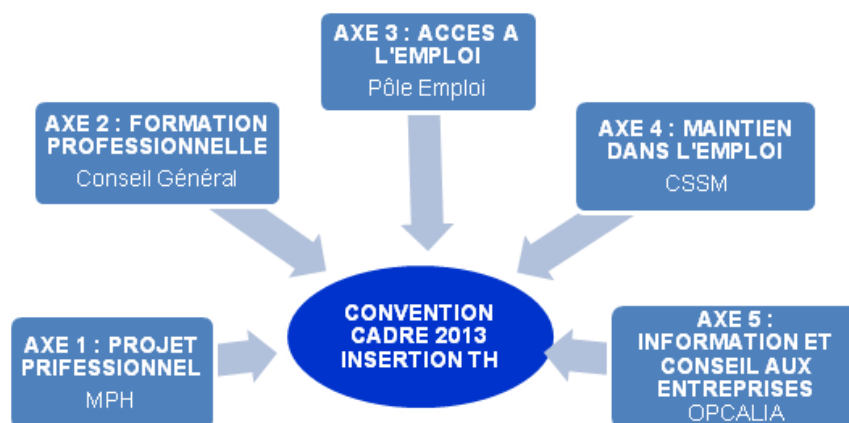 AXE 3 : ACCES A
L'EMPLOI
Pôle Emploi
AXE 2 : FORMATION
PROFESSIONNELLE
Conseil Général
AXE 4 : MAINTIEN
DANS L'EMPLOI
CSSM
AXE 1 : PROJET
PRIFESSIONNEL
MPH
CONVENTION
CADRE 2013
INSERTION TH
AXE 5 :
INFORMATION ET
CONSEIL AUX
ENTREPRISES
OPCALIA